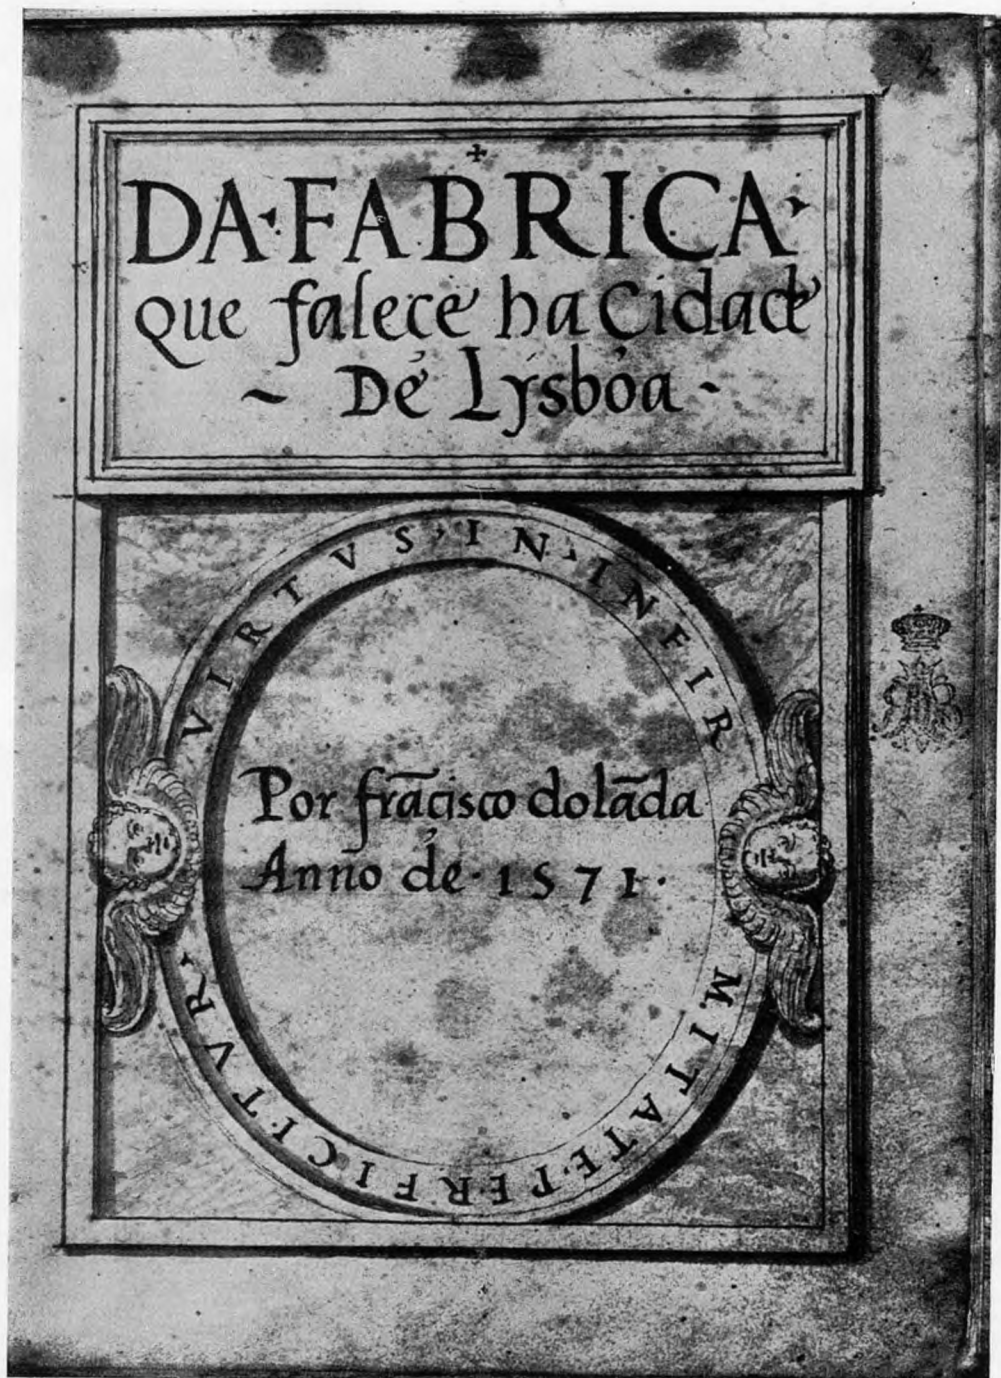 DA·FABRICA·
que falece ha Cidade
~ De Lysboa ·
VIRTVS·IN·INFIRMITATE·PERFICITVR·
Por frãcisco dolãda
Anno de·1571·